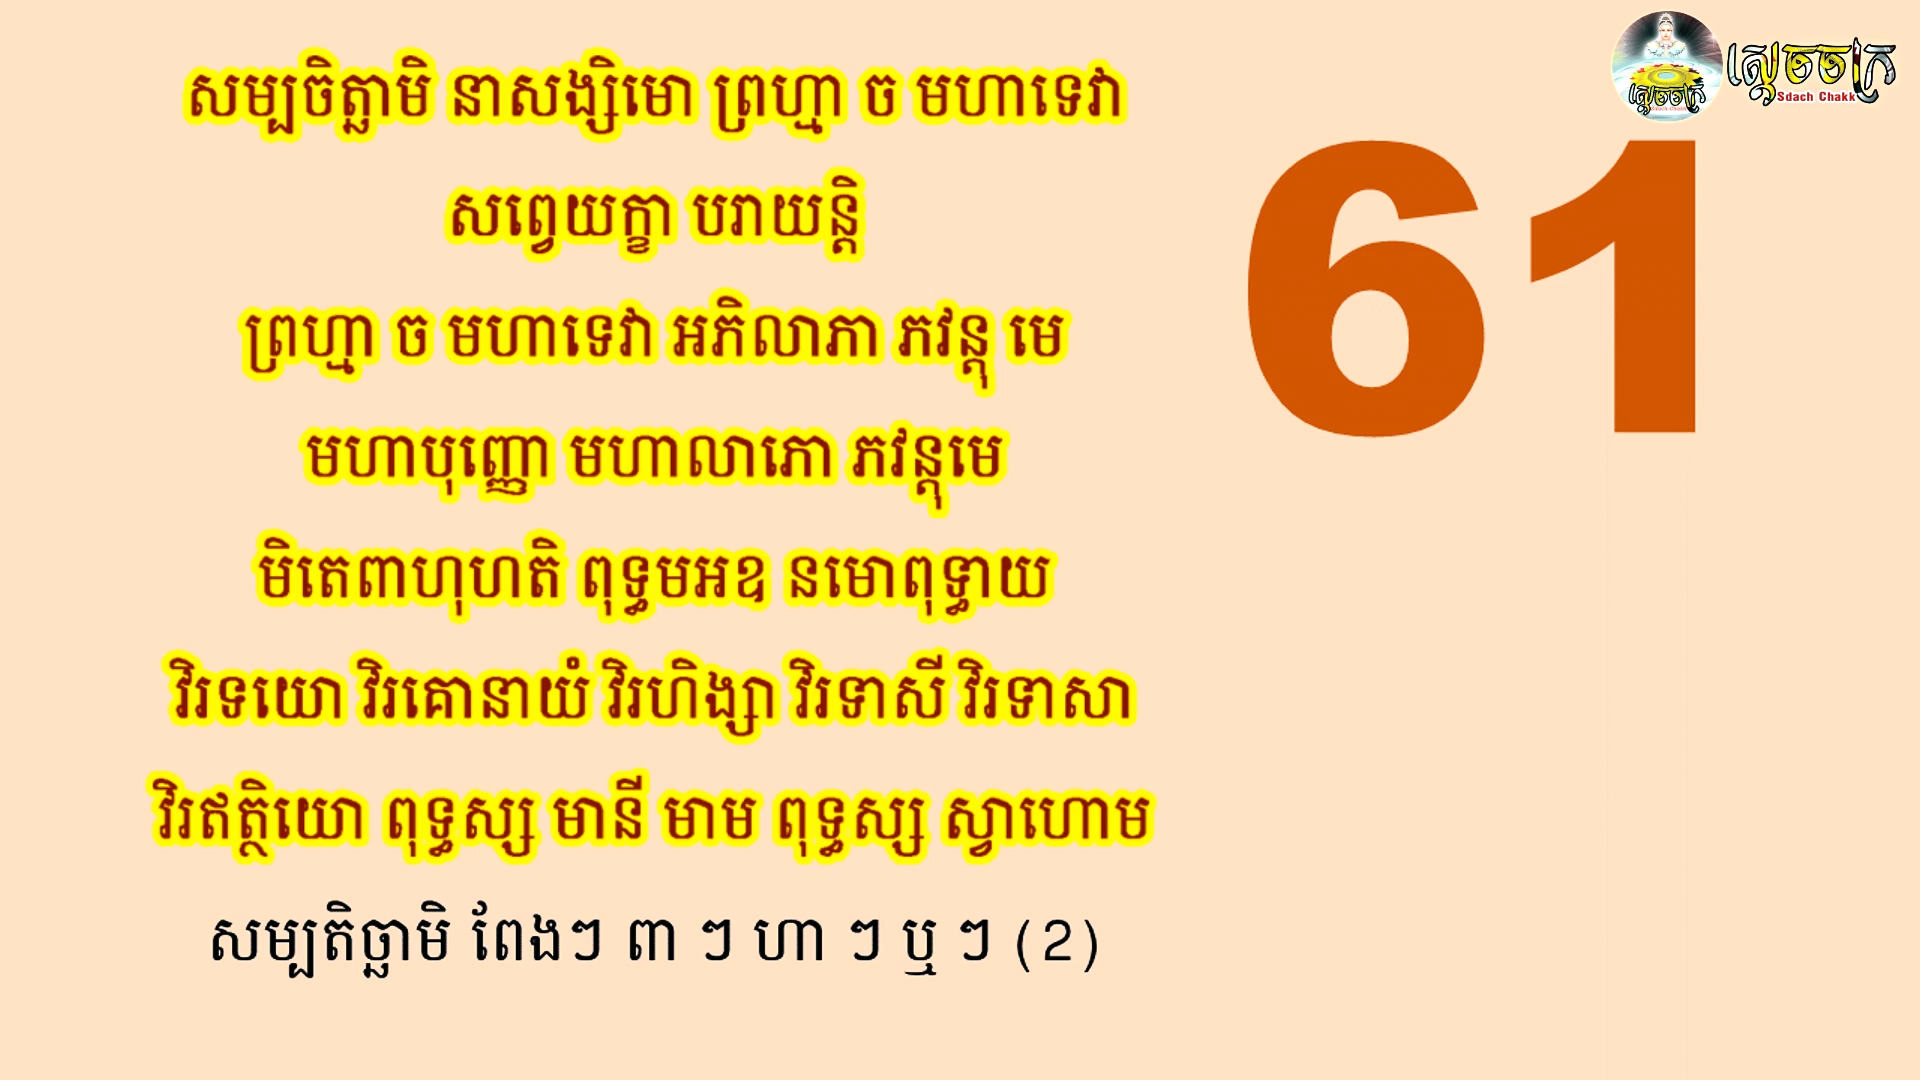 សម្បចិត្ឆាមិ នាសង្សិមោ ព្រហ្មា ច មហាទេវា
សព្វេយក្ខា បរាយន្តិ
ព្រហ្មា ច មហាទេវា អភិលាភា ភវន្តុ មេ
មហាបុញ្ញោ មហាលាភោ ភវន្តុមេ
មិតេពាហុហតិ ពុទ្ធមអឧ នមោពុទ្ធាយ
វិរទយោ វិរគោនាយំ វិរហិង្សា វិរទាសី វិរទាសា
វិរឥត្ថិយោ ពុទ្ធស្ស មានី មាម ពុទ្ធស្ស ស្វាហោម
សម្បតិច្ឆាមិ ពែងៗ ពា ៗ ហា ៗ ឬ ៗ (2)
61
ស្តេចចក្រ
Sdach Chakk
ស្តេចចក្រ